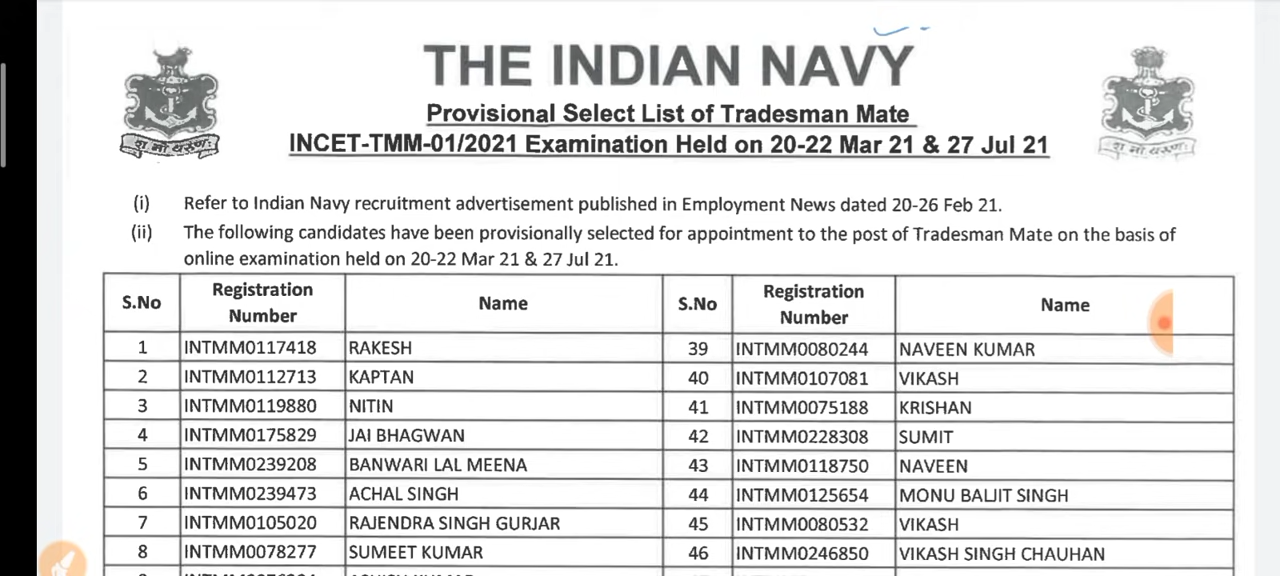 THE INDIAN NAVY
Provisional Select List of Tradesman Mate
INCET-TMM-01/2021 Examination Held on 20-22 Mar 21 & 27 Jul 21
शं नो वरुणः
शं नो वरुणः
(i) Refer to Indian Navy recruitment advertisement published in Employment News dated 20-26 Feb 21.
(ii) The following candidates have been provisionally selected for appointment to the post of Tradesman Mate on the basis of
online examination held on 20-22 Mar 21 & 27 Jul 21.
S.No Registration Number Name S.No Registration Number Name
1 INTMM0117418 RAKESH 39 INTMM0080244 NAVEEN KUMAR
2 INTMM0112713 KAPTAN 40 INTMM0107081 VIKASH
3 INTMM0119880 NITIN 41 INTMM0075188 KRISHAN
4 INTMM0175829 JAI BHAGWAN 42 INTMM0228308 SUMIT
5 INTMM0239208 BANWARI LAL MEENA 43 INTMM0118750 NAVEEN
6 INTMM0239473 ACHAL SINGH 44 INTMM0125654 MONU BALJIT SINGH
7 INTMM0105020 RAJENDRA SINGH GURJAR 45 INTMM0080532 VIKASH
8 INTMM0078277 SUMEET KUMAR 46 INTMM0246850 VIKASH SINGH CHAUHAN